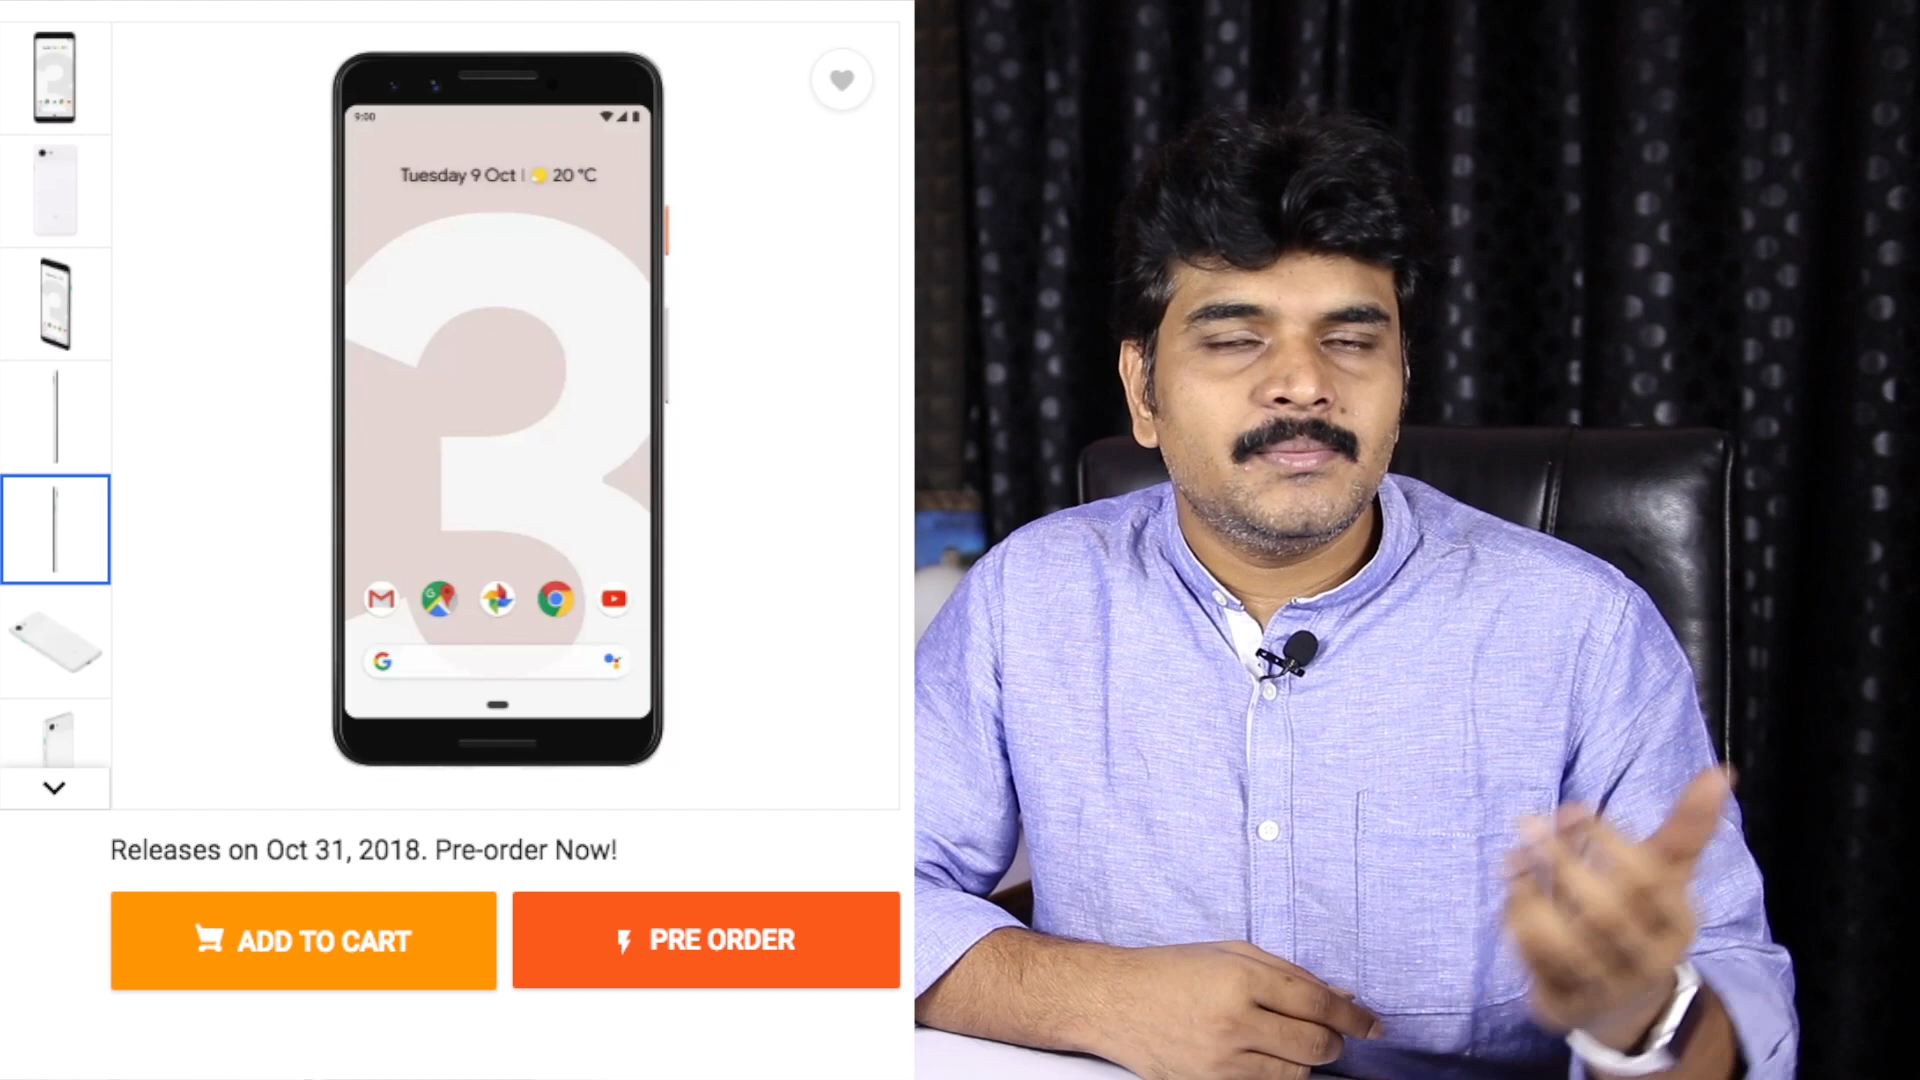 9:00
Tuesday 9 Oct | 20 °C
Releases on Oct 31, 2018. Pre-order Now!
ADD TO CART
PRE ORDER